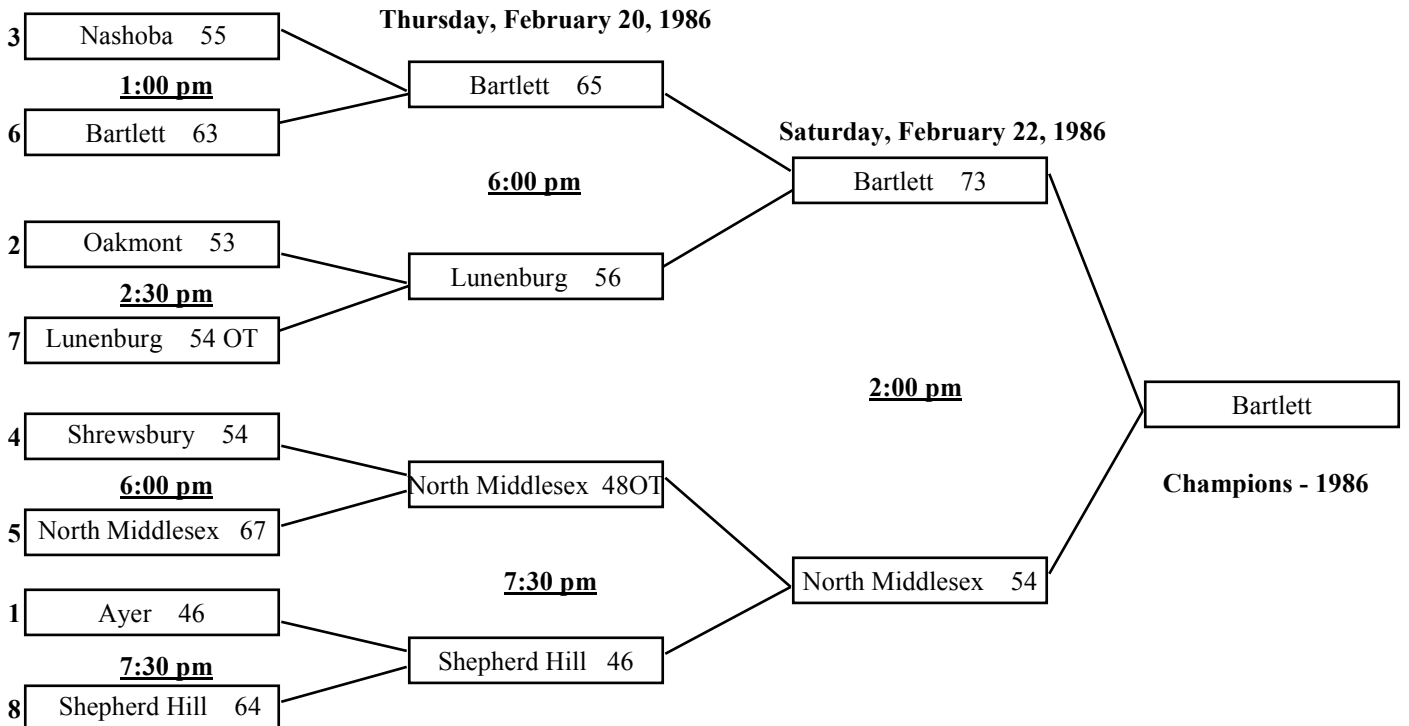 Thursday, February 20, 1986
3 Nashoba 55
1:00 pm
6 Bartlett 63
Bartlett 65
6:00 pm
2 Oakmont 53
2:30 pm
7 Lunenburg 54 OT
Lunenburg 56
Saturday, February 22, 1986
Bartlett 73
2:00 pm
4 Shrewsbury 54
6:00 pm
5 North Middlesex 67
North Middlesex 48OT
7:30 pm
1 Ayer 46
7:30 pm
8 Shepherd Hill 64
Shepherd Hill 46
North Middlesex 54
Bartlett
Champions - 1986